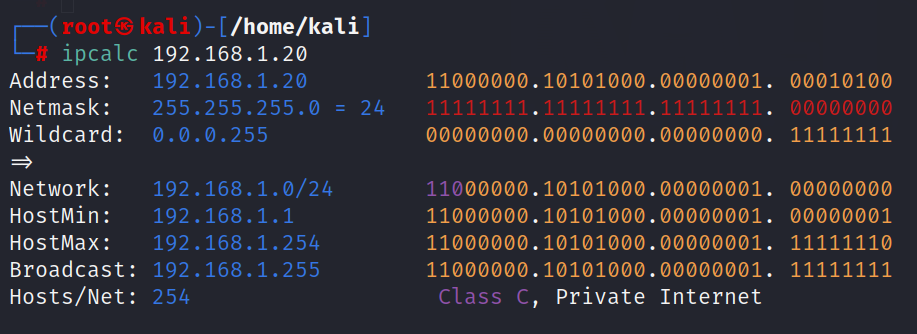 ┌──(root㉿kali)-[/home/kali]
└─# ipcalc 192.168.1.20
Address:   192.168.1.20          11000000.10101000.00000001. 00010100
Netmask:   255.255.255.0 = 24    11111111.11111111.11111111. 00000000
Wildcard:  0.0.0.255             00000000.00000000.00000000. 11111111
=>
Network:   192.168.1.0/24        11000000.10101000.00000001. 00000000
HostMin:   192.168.1.1           11000000.10101000.00000001. 00000001
HostMax:   192.168.1.254         11000000.10101000.00000001. 11111110
Broadcast: 192.168.1.255         11000000.10101000.00000001. 11111111
Hosts/Net: 254                    Class C, Private Internet